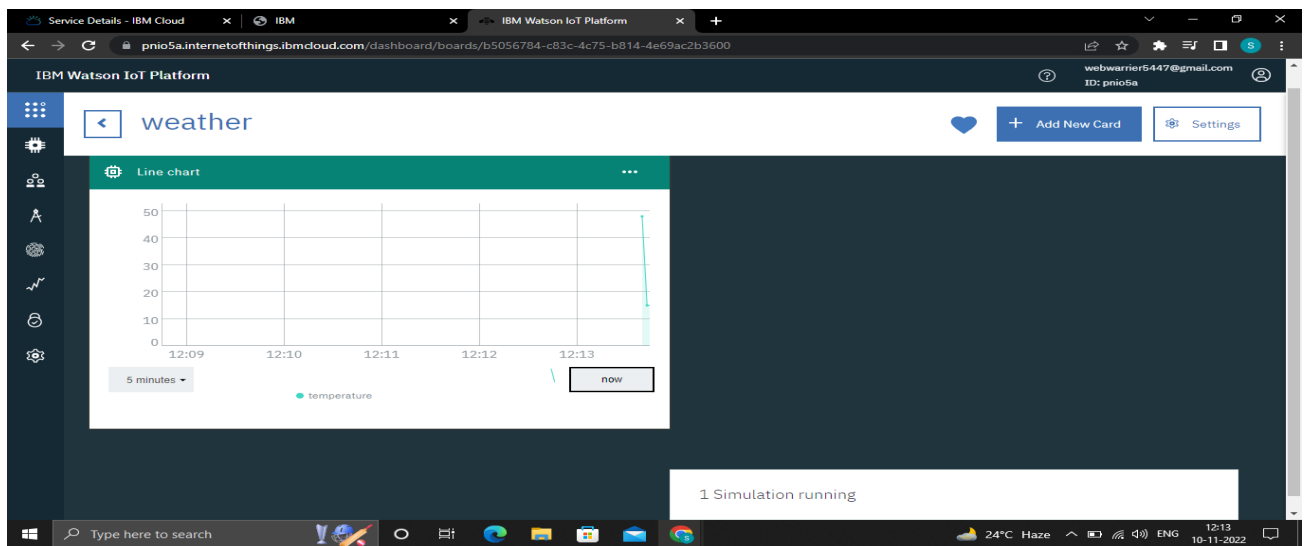 Service Details - IBM Cloud
IBM
IBM Watson IoT Platform
pnio5a.internetofthings.ibmcloud.com/dashboard/boards/b5056784-c83c-4c75-b814-4e69ac2b3600
S
IBM Watson IoT Platform
webwarrier5447@gmail.com
ID: pnio5a
weather
+ Add New Card
Settings
Line chart
50
40
30
20
10
0
12:09 12:10 12:11 12:12 12:13
5 minutes
now
temperature
1 Simulation running
Type here to search
24°C Haze
ENG
12:13
10-11-2022